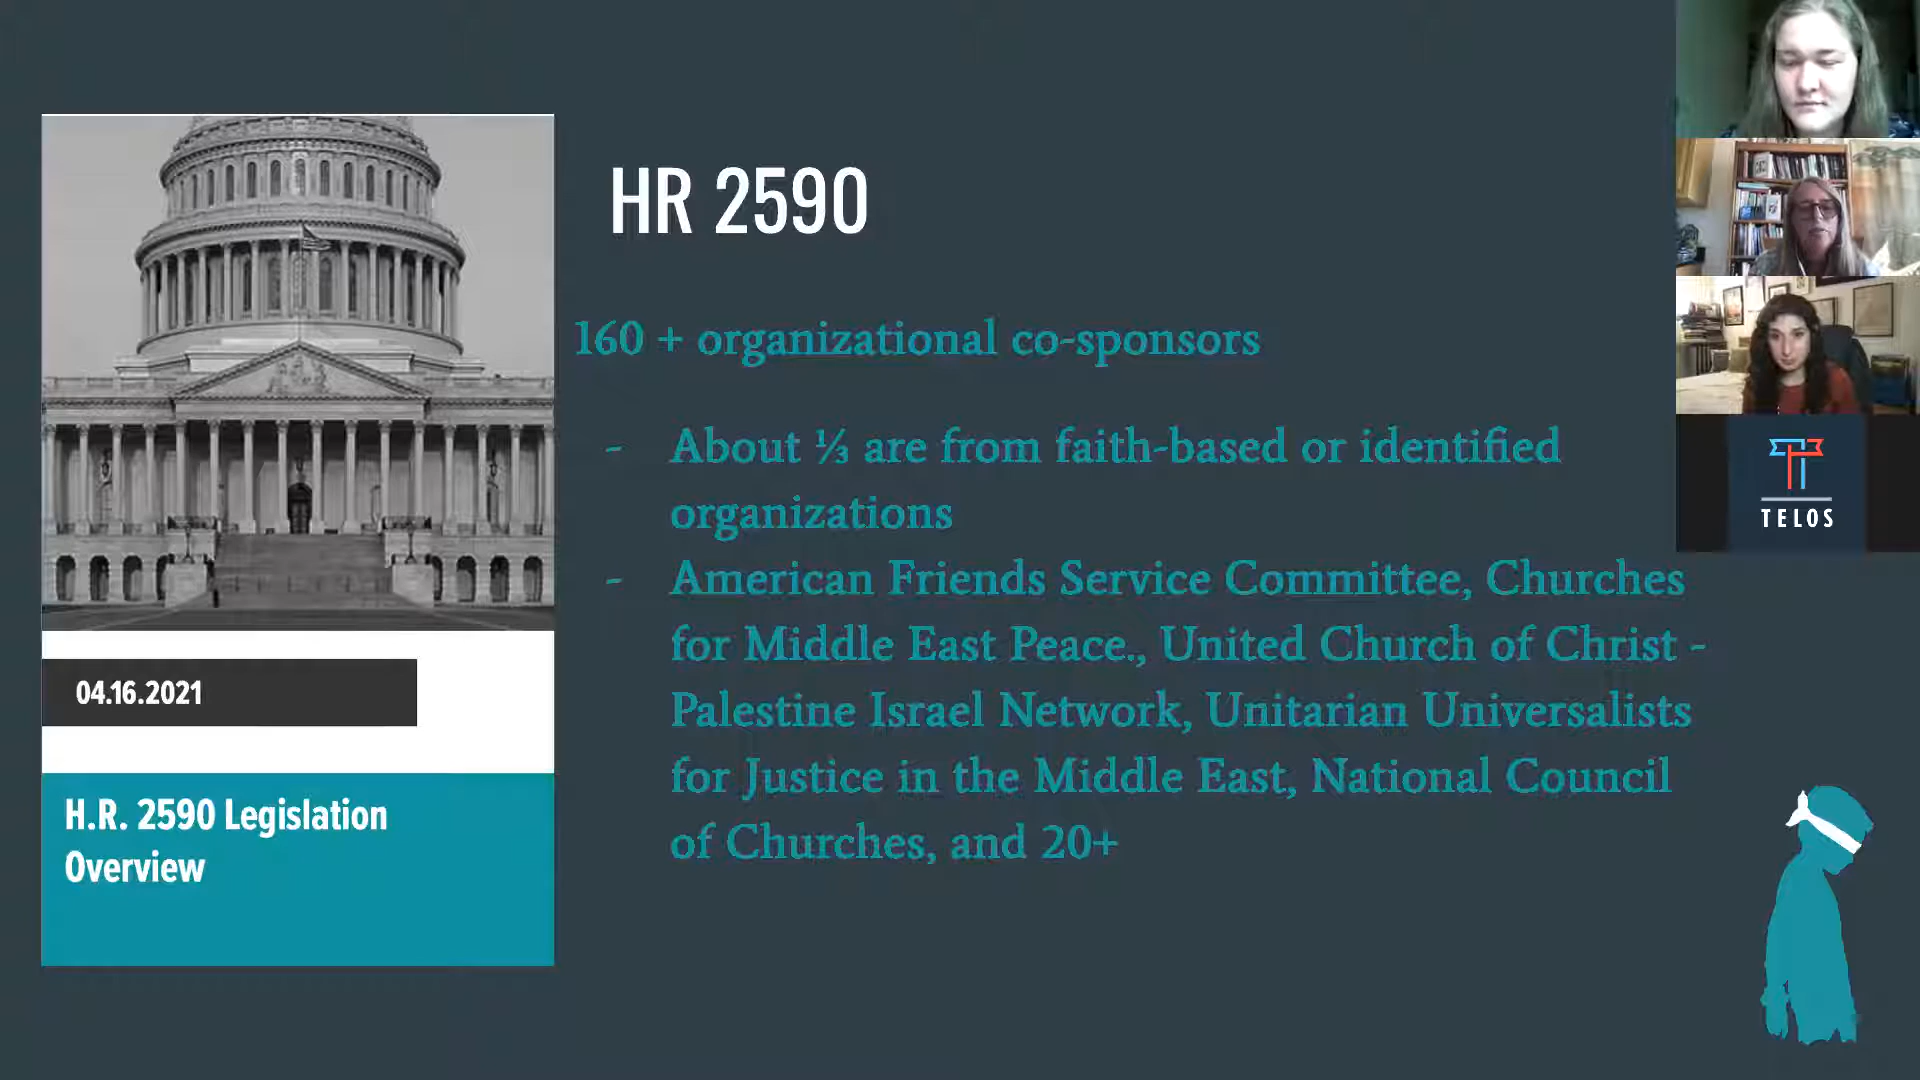 HR 2590
160 + organizational co-sponsors
- About ⅓ are from faith-based or identified
organizations
- American Friends Service Committee, Churches
for Middle East Peace., United Church of Christ -
Palestine Israel Network, Unitarian Universalists
for Justice in the Middle East, National Council
of Churches, and 20+
04.16.2021
H.R. 2590 Legislation
Overview
TELOS